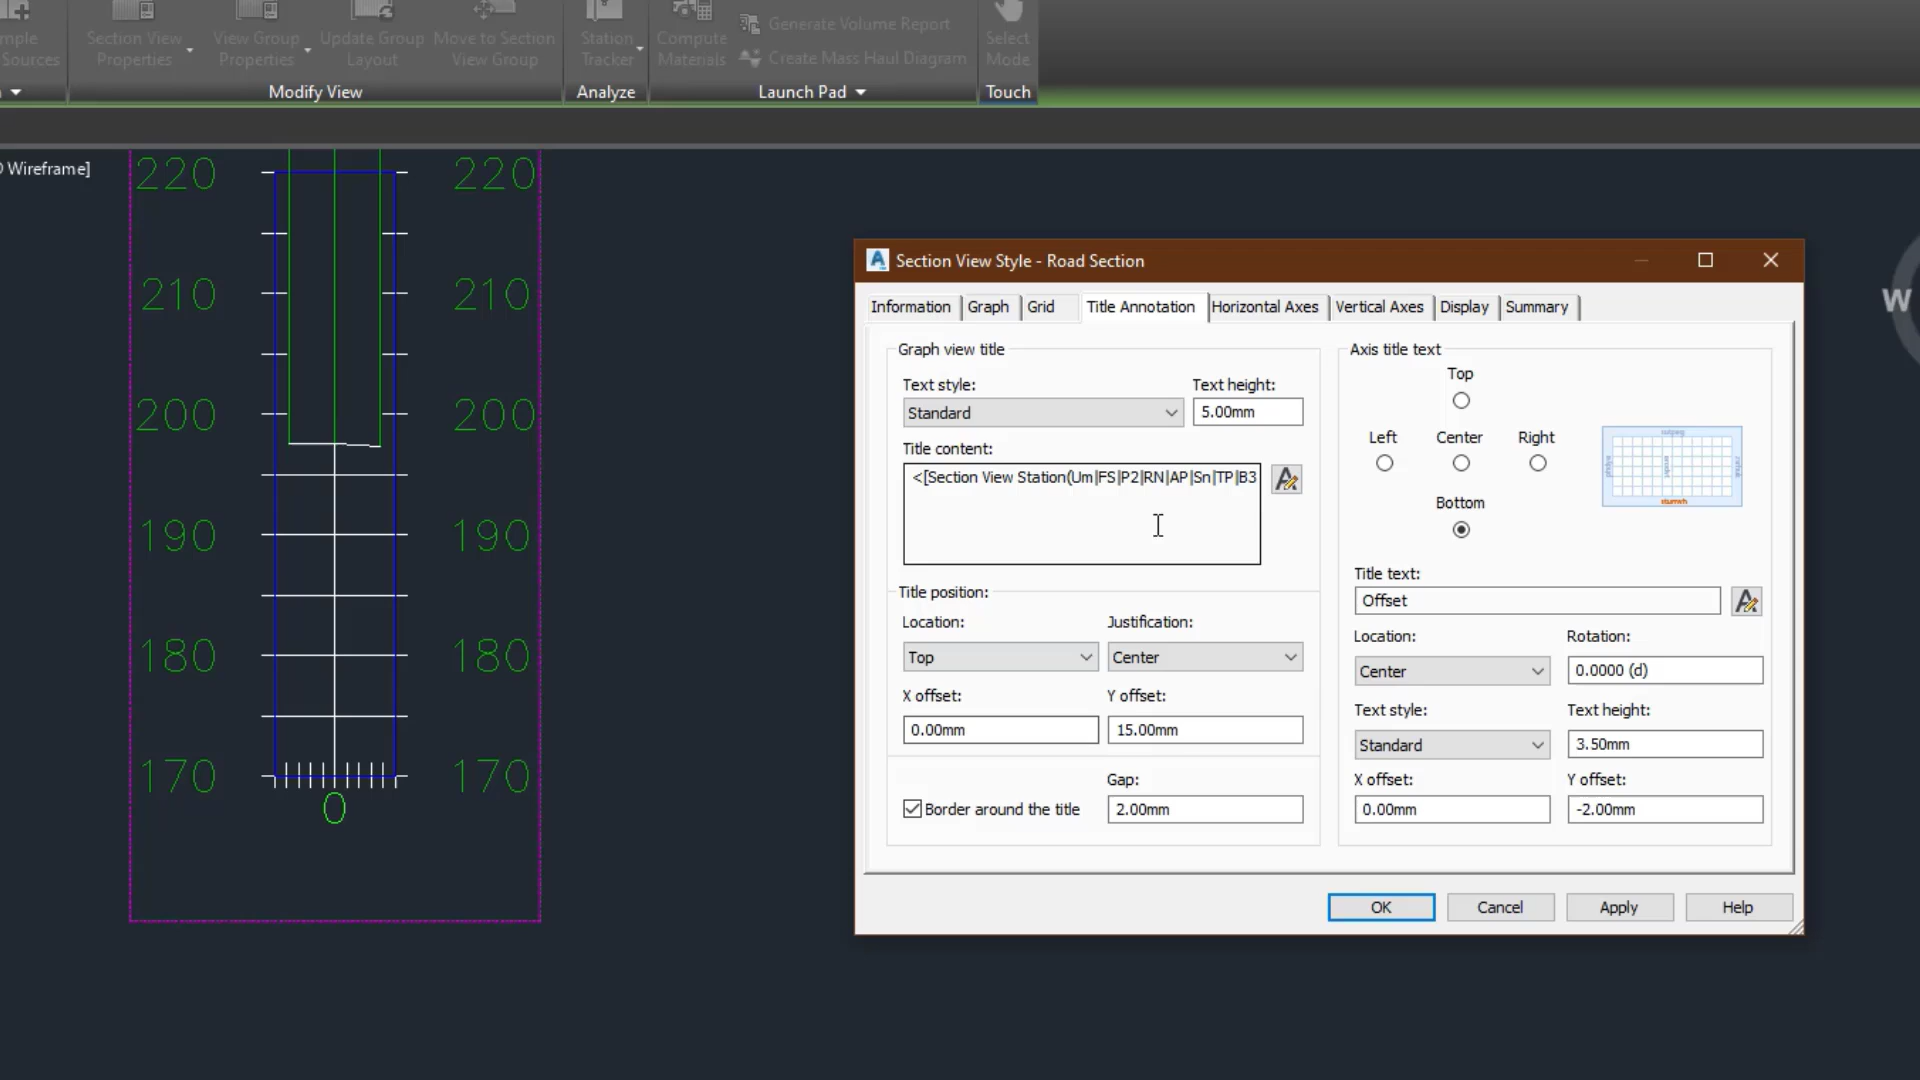 mple
Sources
Section View
Properties
View Group
Properties
Update Group
Layout
Move to Section
View Group
Station
Tracker
Compute
Materials
Generate Volume Report
Create Mass Haul Diagram
Select
Mode
Modify View
Analyze
Launch Pad
Touch
Wireframe]
220 220
210 210
200 200
190 190
180 180
170 170
0
W
Section View Style - Road Section
Information Graph Grid Title Annotation Horizontal Axes Vertical Axes Display Summary
Graph view title
Text style: Text height:
Standard 5.00mm
Title content:
<[Section View Station(Um|FS|P2|RN|AP|Sn|TP|B3
Title position:
Location: Justification:
Top Center
X offset: Y offset:
0.00mm 15.00mm
Gap:
Border around the title 2.00mm
Axis title text
Top
Left Center Right
Bottom
Title text:
Offset
Location: Rotation:
Center 0.0000 (d)
Text style: Text height:
Standard 3.50mm
X offset: Y offset:
0.00mm -2.00mm
OK Cancel Apply Help